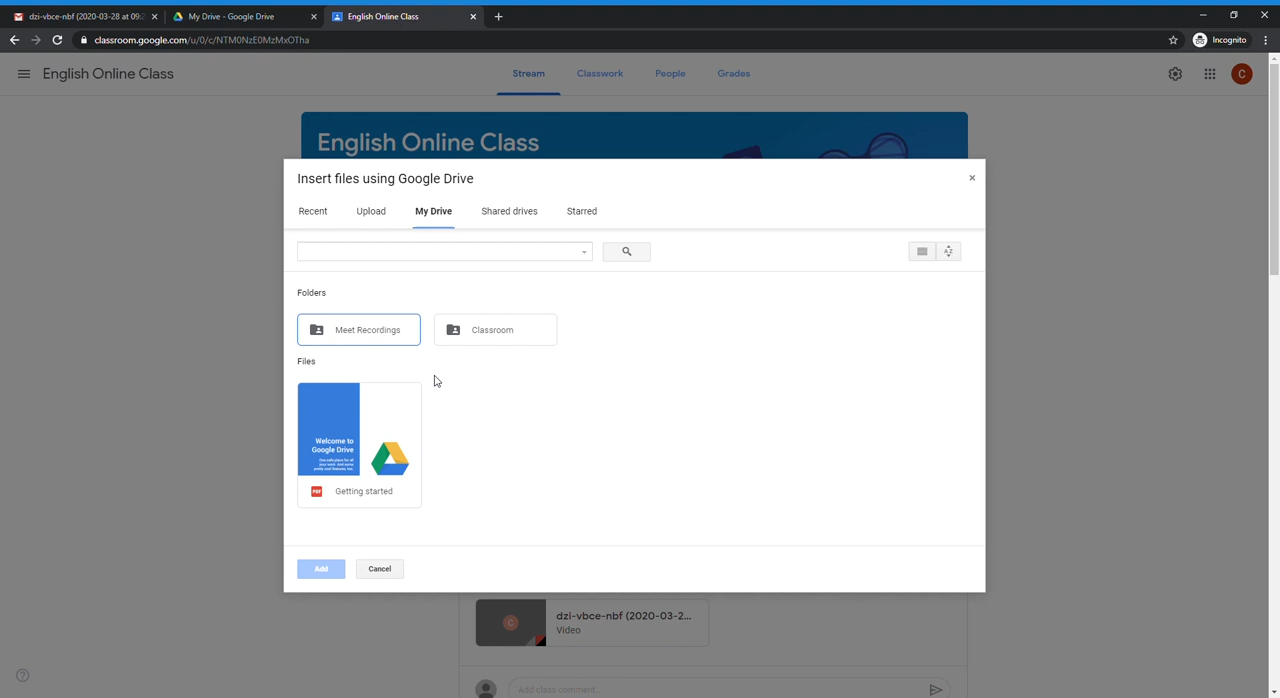 dzi-vbce-nbf (2020-03-28 at 09:2
My Drive - Google Drive
English Online Class
classroom.google.com/u/0/c/NTM0NzE0MzMxOTha
Incognito
English Online Class
Stream
Classwork
People
Grades
C
English Online Class
Insert files using Google Drive
Recent
Upload
My Drive
Shared drives
Starred
AZ
Folders
Meet Recordings
Classroom
Files
Welcome to
Google Drive
One safe place for all
your work. And some
pretty cool features, too.
PDF
Getting started
Add
Cancel
C
dzi-vbce-nbf (2020-03-2...
Video
Add class comment...